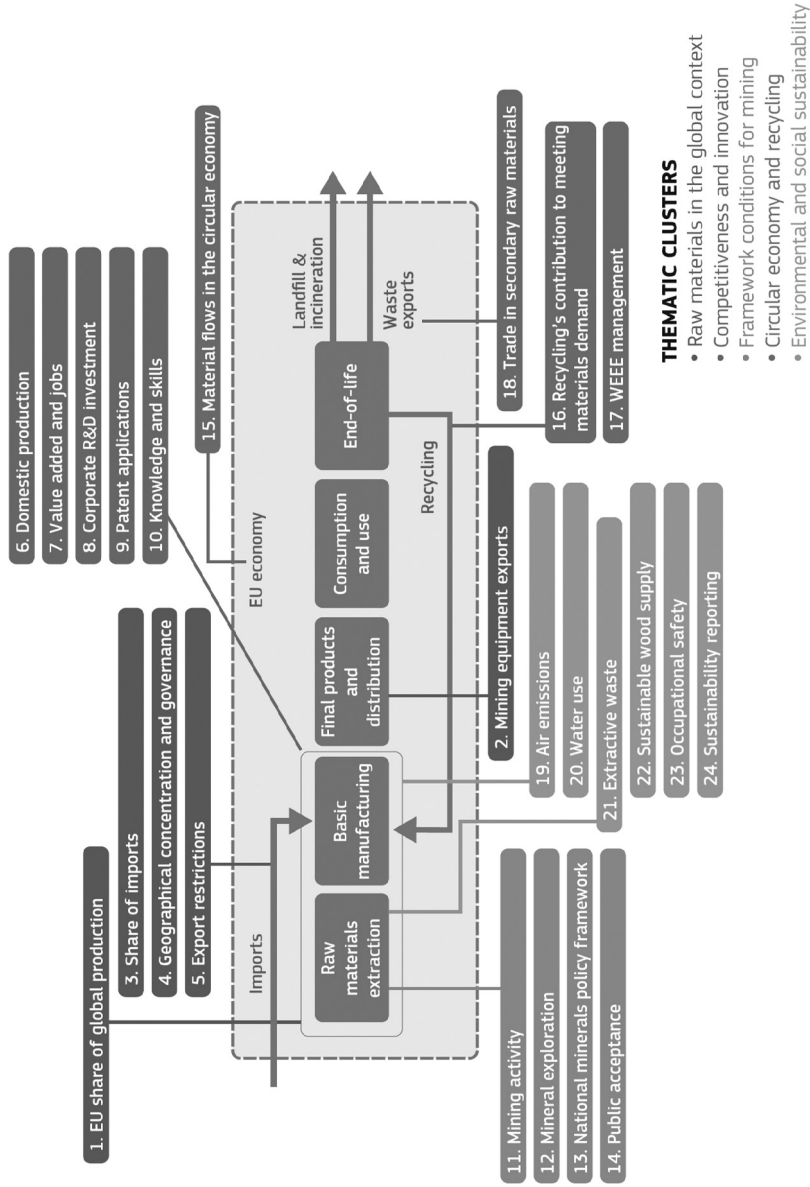 1. EU share of global production
3. Share of imports
4. Geographical concentration and governance
5. Export restrictions
6. Domestic production
7. Value added and jobs
8. Corporate R&D investment
9. Patent applications
10. Knowledge and skills
15. Material flows in the circular economy
EU economy
Imports
Raw
materials
extraction
Basic
manufacturing
Final products
and
distribution
Consumption
and use
End-of-life
Landfill &
incineration
Waste
exports
Recycling
11. Mining activity
12. Mineral exploration
13. National minerals policy framework
14. Public acceptance
2. Mining equipment exports
19. Air emissions
20. Water use
21. Extractive waste
22. Sustainable wood supply
23. Occupational safety
24. Sustainability reporting
18. Trade in secondary raw materials
16. Recycling's contribution to meeting
materials demand
17. WEEE management
THEMATIC CLUSTERS
• Raw materials in the global context
• Competitiveness and innovation
• Framework conditions for mining
• Circular economy and recycling
• Environmental and social sustainability